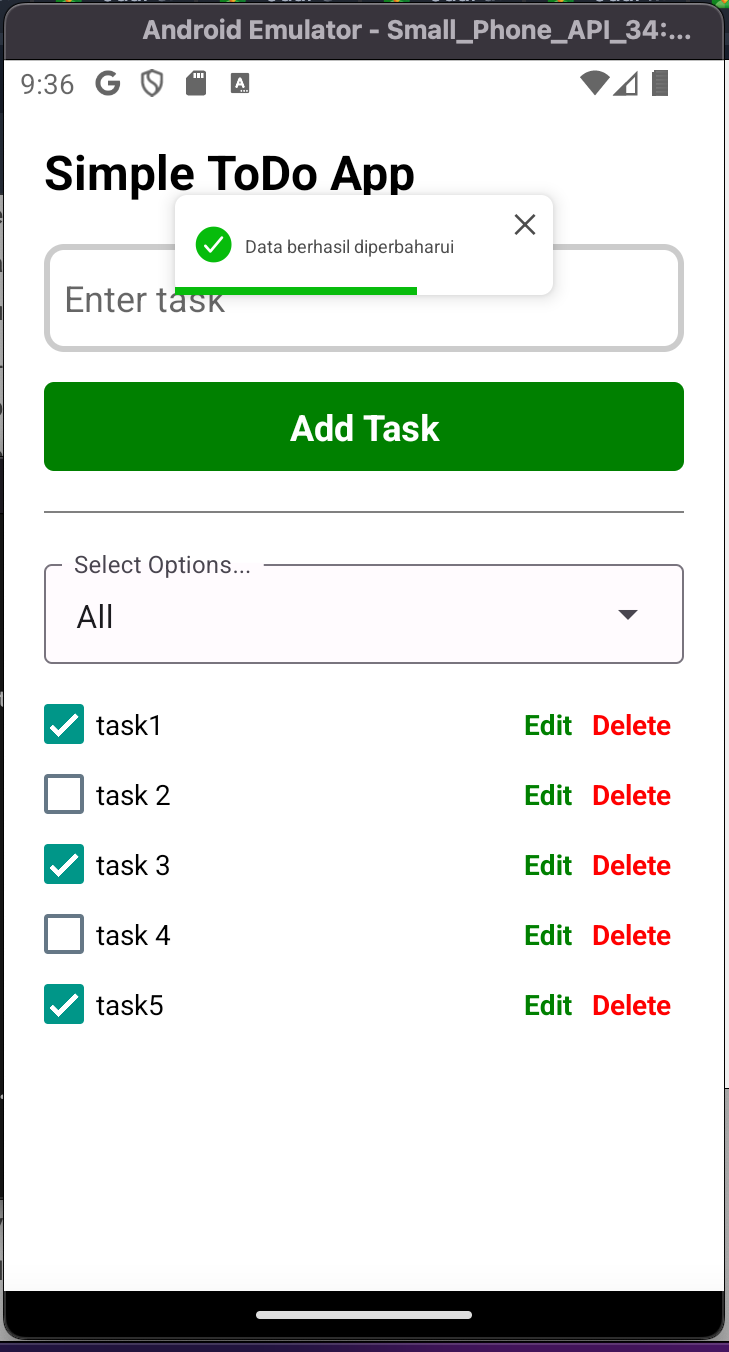 Android Emulator - Small_Phone_API_34:...
9:36
Simple ToDo App
Data berhasil diperbaharui
Enter task
Add Task
Select Options...
All
task1 Edit Delete
task 2 Edit Delete
task 3 Edit Delete
task 4 Edit Delete
task5 Edit Delete